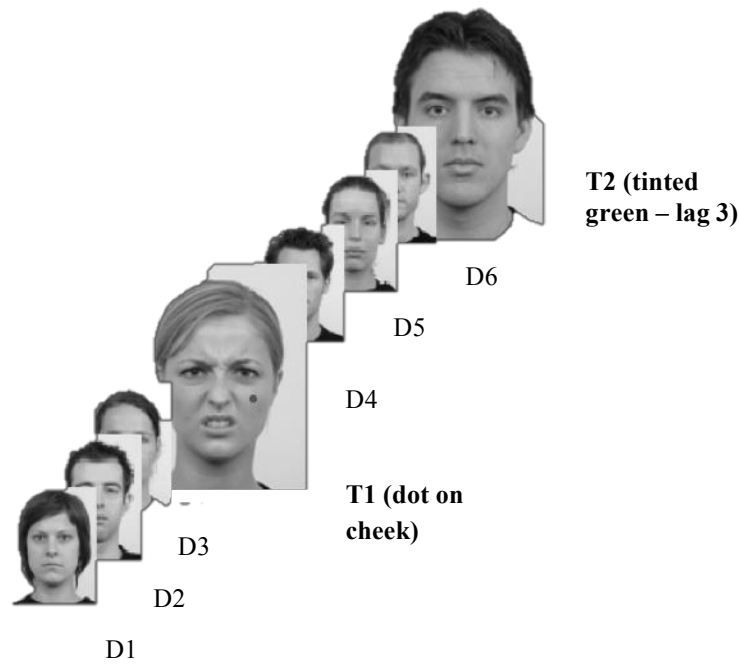 T2 (tinted
green – lag 3)
D6
D5
D4
T1 (dot on
cheek)
D3
D2
D1